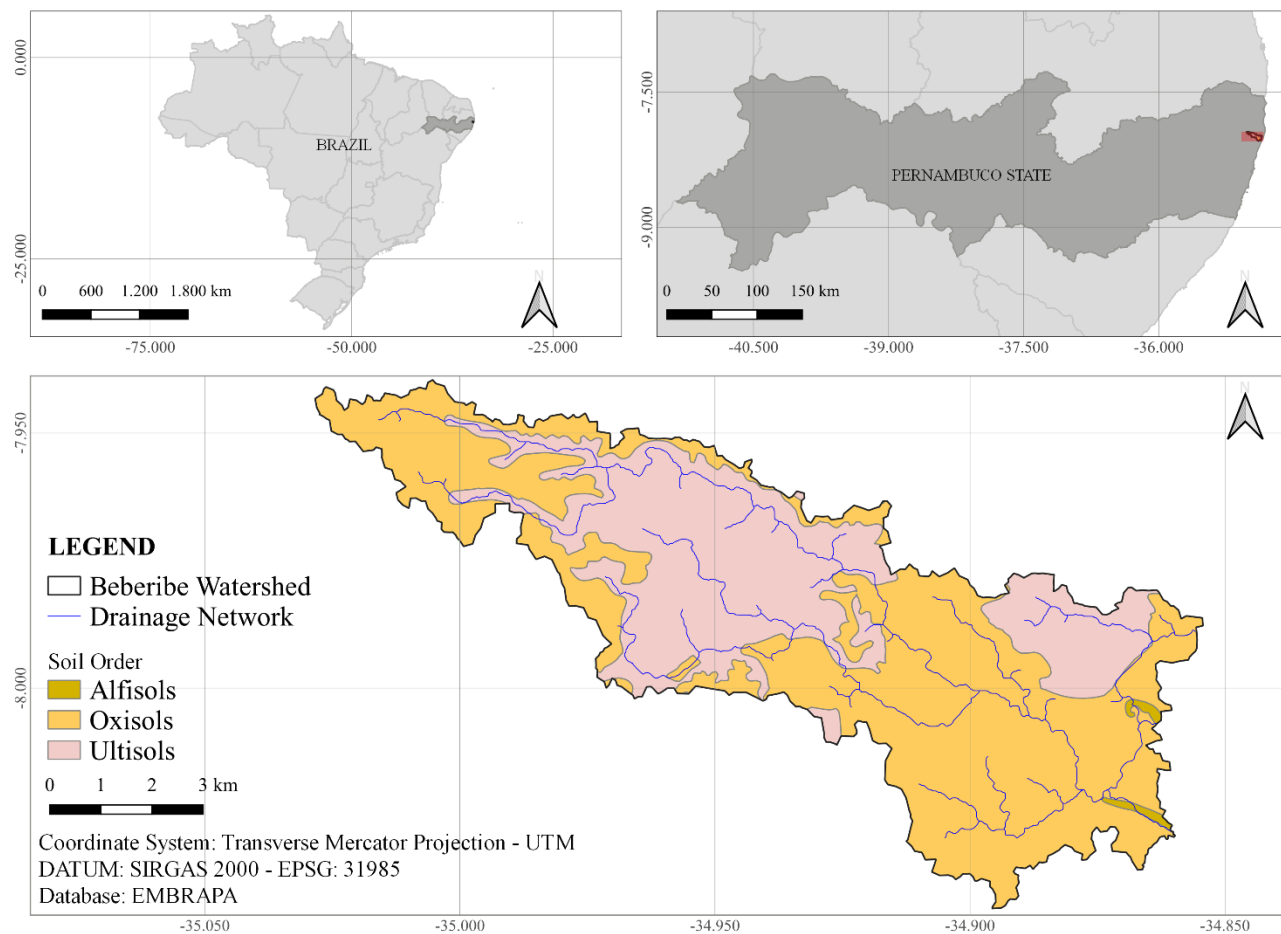 0.000
-25.000
BRAZIL
N
0 600 1.200 1.800 km
-75.000 -50.000 -25.000
-7.500
-9.000
PERNAMBUCO STATE
N
0 50 100 150 km
-40.500 -39.000 -37.500 -36.000
N
-7.950
-8.000
LEGEND
Beberibe Watershed
Drainage Network
Soil Order
Alfisols
Oxisols
Ultisols
0 1 2 3 km
Coordinate System: Transverse Mercator Projection - UTM
DATUM: SIRGAS 2000 - EPSG: 31985
Database: EMBRAPA
-35.050 -35.000 -34.950 -34.900 -34.850